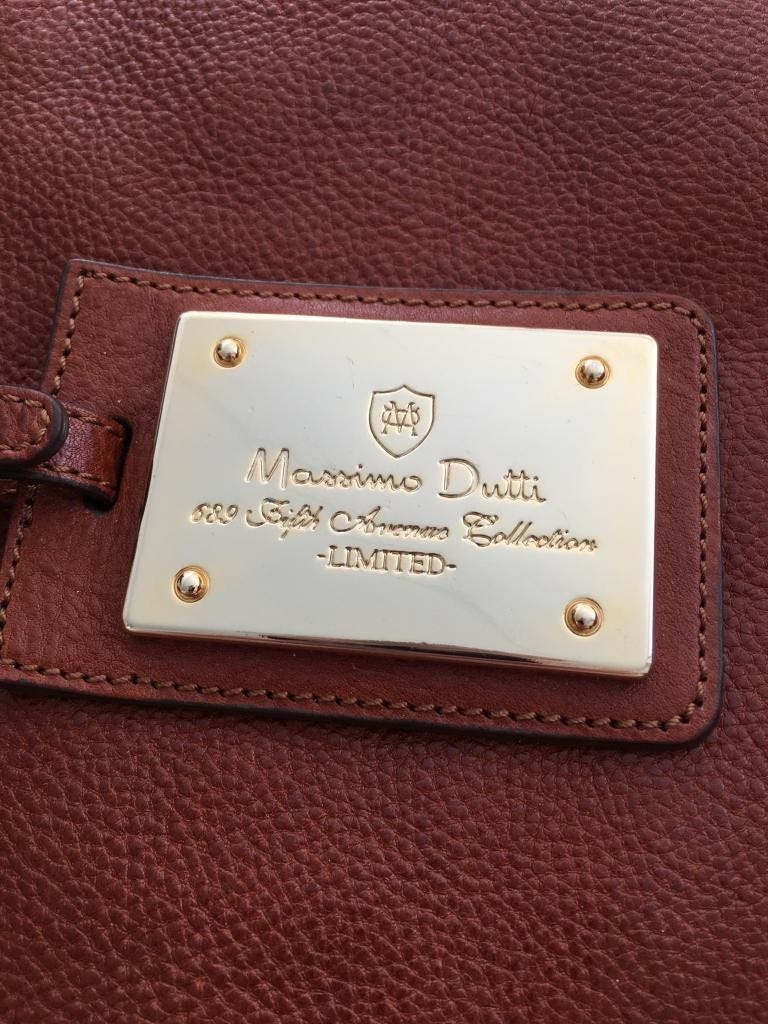 Massimo Dutti
689 Fifth Avenue Collection
-LIMITED-